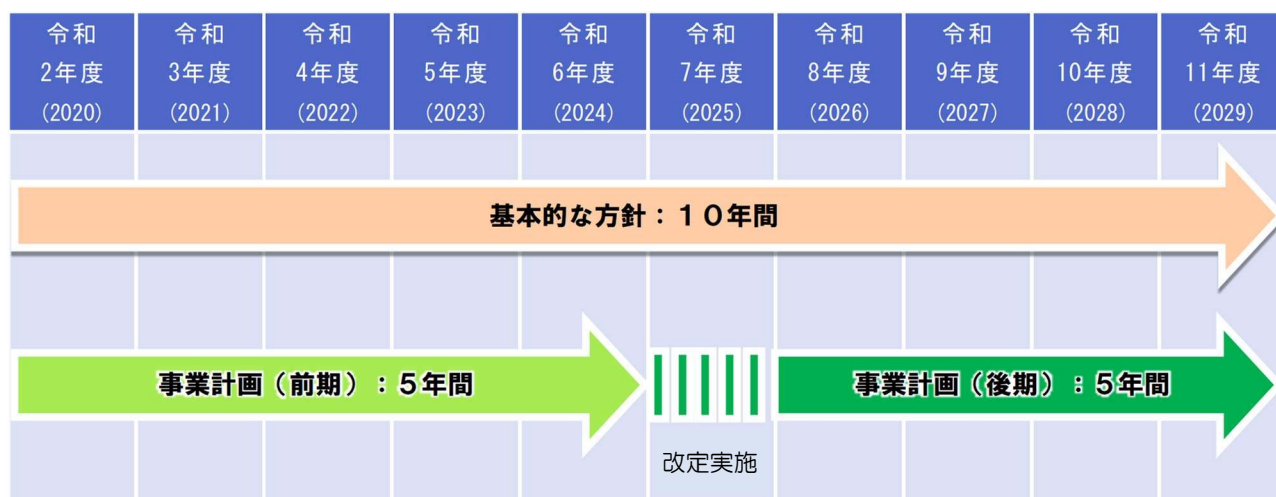 令和 令和 令和 令和 令和 令和 令和 令和 令和 令和
2年度 3年度 4年度 5年度 6年度 7年度 8年度 9年度 10年度 11年度
(2020) (2021) (2022) (2023) (2024) (2025) (2026) (2027) (2028) (2029)
基本的な方針：１０年間
事業計画（前期）：５年間 事業計画（後期）：５年間
改定実施